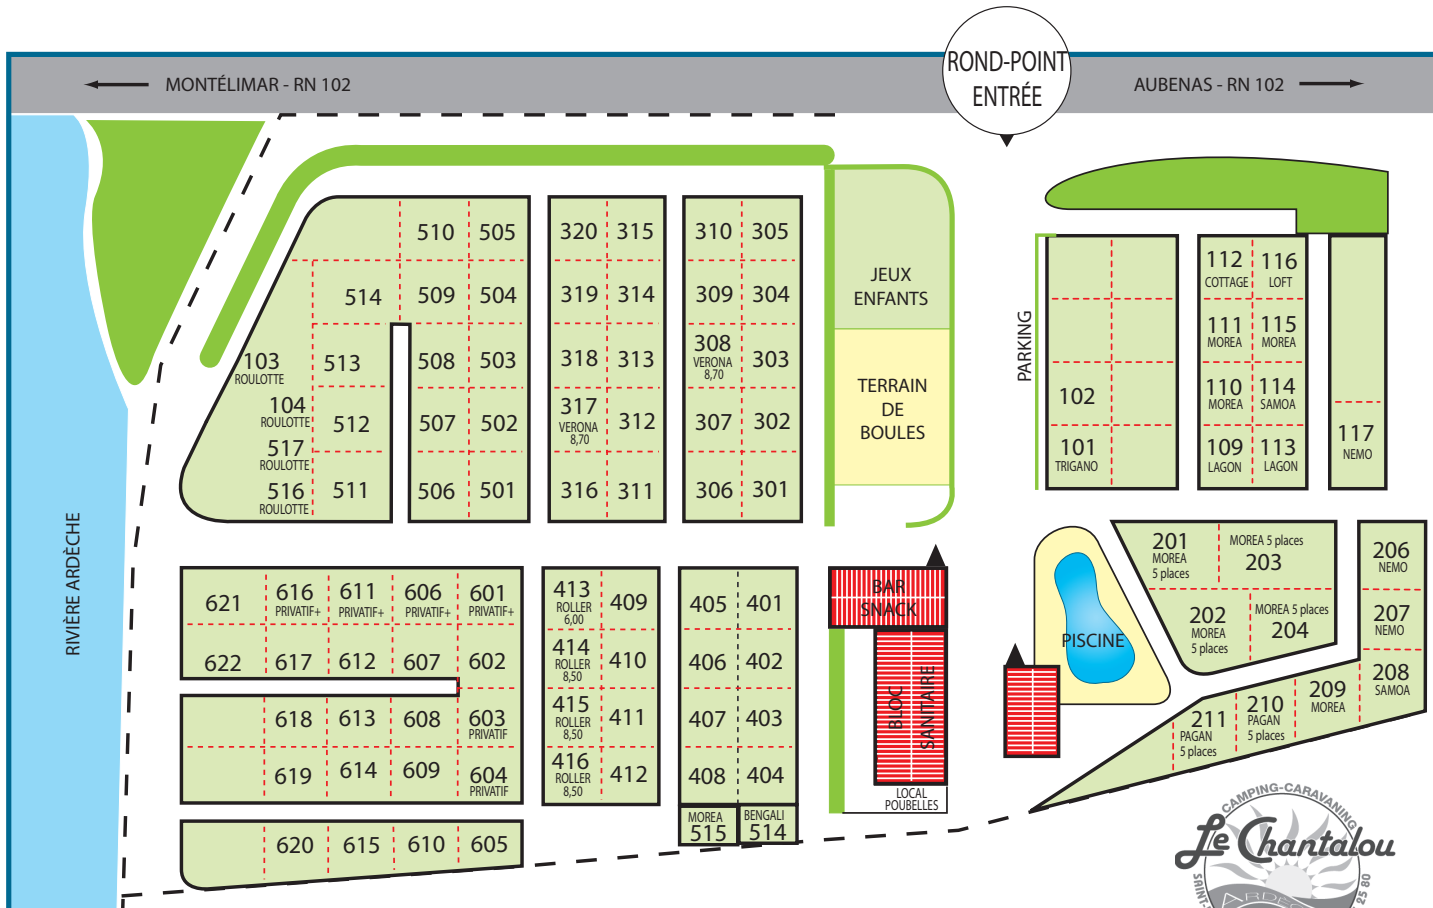 ROND-POINT
ENTRÉE
MONTÉLIMAR - RN 102
AUBENAS - RN 102
RIVIÈRE ARDÈCHE
510 505
514 509 504
103
ROULOTTE
513 508 503
104
ROULOTTE
512 507 502
517
ROULOTTE
516
ROULOTTE
511 506 501
320 315
319 314
318 313
317
VERONA
8,70
312
316 311
310 305
309 304
308
VERONA
8,70
303
307 302
306 301
JEUX
ENFANTS
TERRAIN
DE
BOULES
PARKING
102
101
TRIGANO
112
COTTAGE
116
LOFT
111
MOREA
115
MOREA
110
MOREA
114
SAMOA
109
LAGON
113
LAGON
117
NEMO
621
616
PRIVATIF+
611
PRIVATIF+
606
PRIVATIF+
601
PRIVATIF+
622 617 612 607 602
618 613 608
603
PRIVATIF
619 614 609
604
PRIVATIF
620 615 610 605
413
ROLLER
6,00
409
414
ROLLER
8,50
410
415
ROLLER
8,50
411
416
ROLLER
8,50
412
405 401
406 402
407 403
408 404
MOREA
515
BENGALI
514
BAR
SNACK
BLOC
SANITAIRE
LOCAL
POUBELLES
PISCINE
201
MOREA
5 places
MOREA 5 places
203
202
MOREA
5 places
MOREA 5 places
204
206
NEMO
207
NEMO
208
SAMOA
209
MOREA
210
PAGAN
5 places
211
PAGAN
5 places
CAMPING-CARAVANING
Le Chantalou
25 80